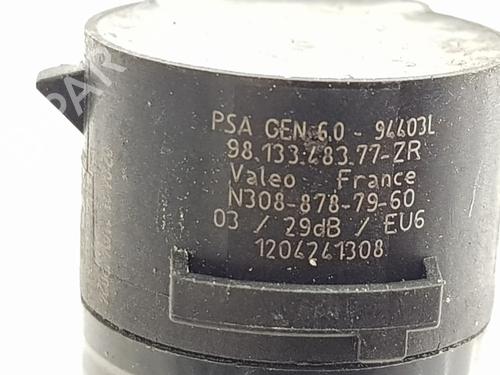 PSA GEN 6.0 - 94403L
98.133.483.77-ZR
Valeo France
N308-878-79-60
03 / 29dB / EU6
1204241308